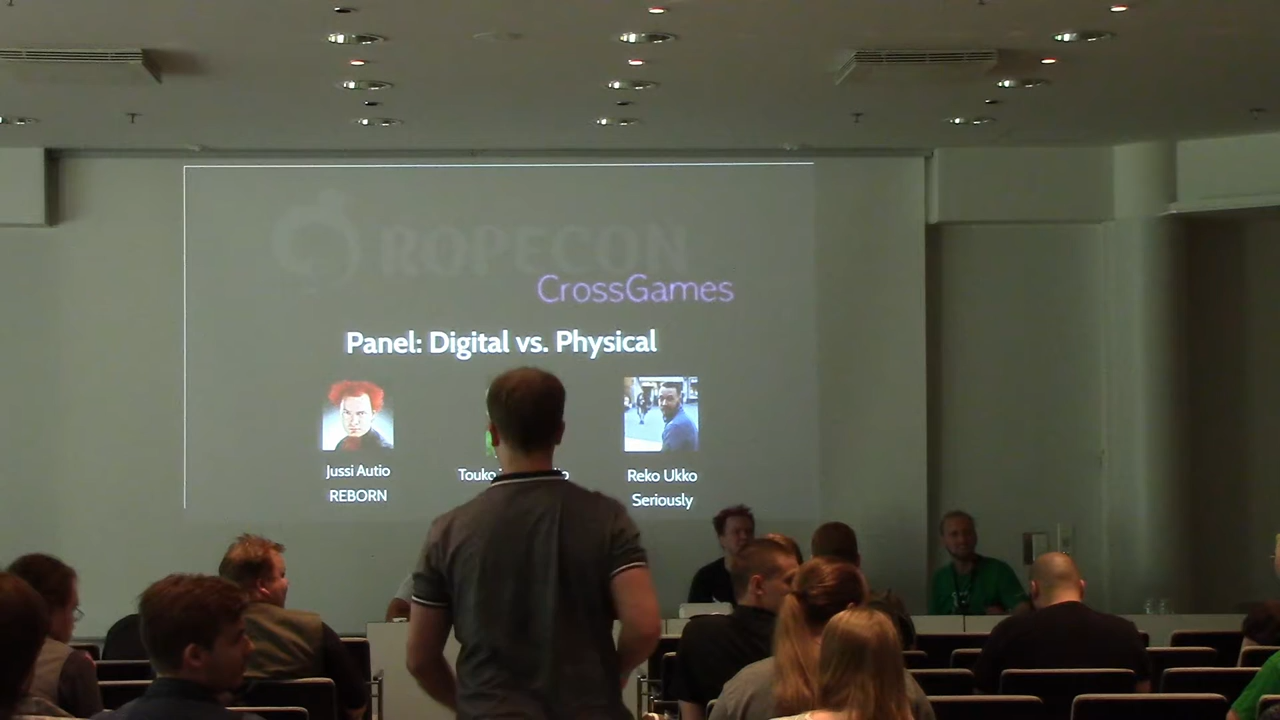 ROPECON
CrossGames
Panel: Digital vs. Physical
Jussi Autio
Touko
Reko Ukko
REBORN
Seriously